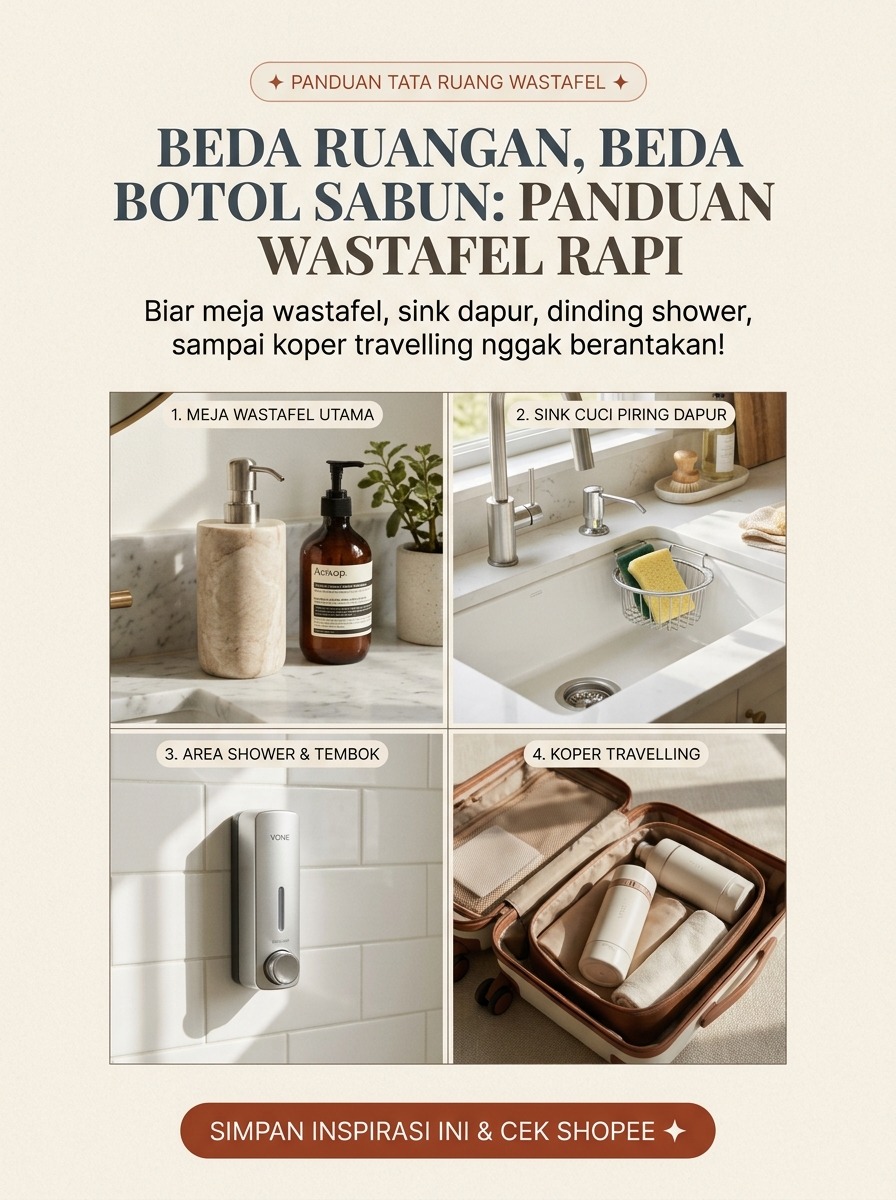 ✦ PANDUAN TATA RUANG WASTAFEL ✦
BEDA RUANGAN, BEDA
BOTOL SABUN: PANDUAN
WASTAFEL RAPI
Biar meja wastafel, sink dapur, dinding shower,
sampai koper travelling nggak berantakan!
1. MEJA WASTAFEL UTAMA
2. SINK CUCI PIRING DAPUR
3. AREA SHOWER & TEMBOK
VONE
4. KOPER TRAVELLING
SIMPAN INSPIRASI INI & CEK SHOPEE ✦